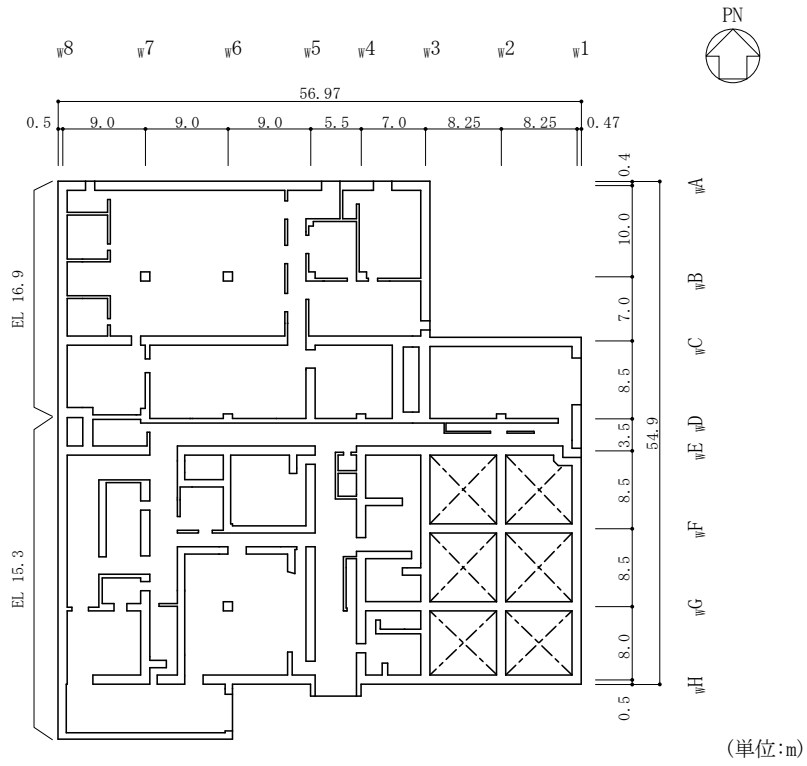 PN
W8 W7 W6 W5 W4 W3 W2 W1
56.97
0.5 9.0 9.0 9.0 5.5 7.0 8.25 8.25 0.47
0.4
WA
10.0
WB
EL 16.9
7.0
WC
8.5
WD
3.5
54.9
WE
8.5
WF
8.5
EL 15.3
WG
8.0
WH
0.5
(単位:m)